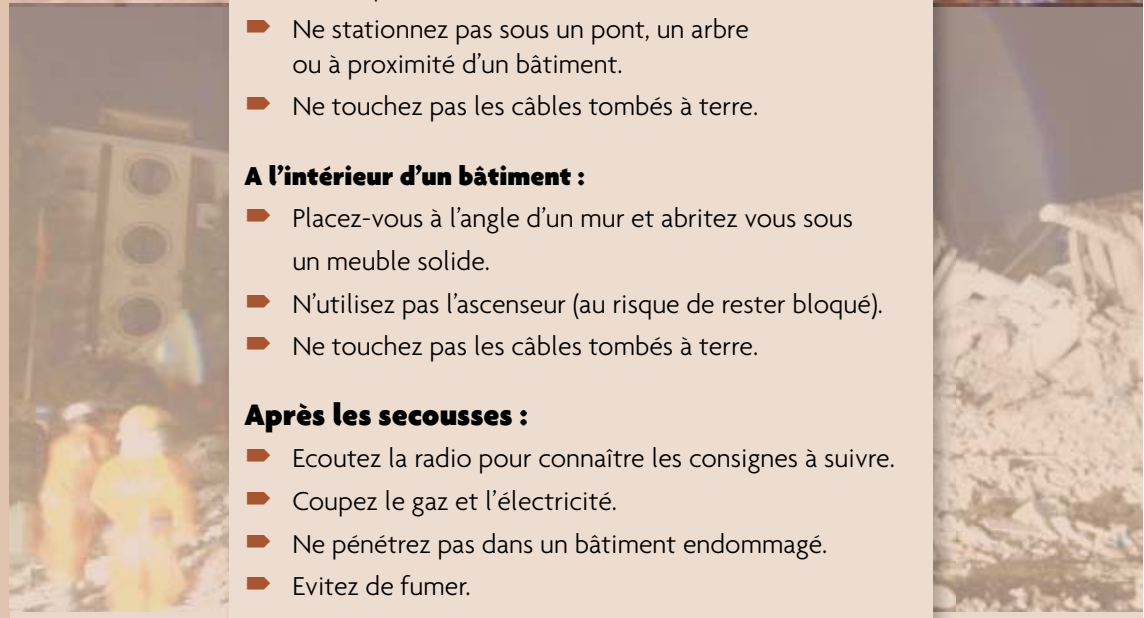 Ne stationnez pas sous un pont, un arbre
ou à proximité d’un bâtiment.
Ne touchez pas les câbles tombés à terre.
A l’intérieur d’un bâtiment :
Placez-vous à l’angle d’un mur et abritez vous sous
un meuble solide.
N’utilisez pas l’ascenseur (au risque de rester bloqué).
Ne touchez pas les câbles tombés à terre.
Après les secousses :
Ecoutez la radio pour connaître les consignes à suivre.
Coupez le gaz et l’électricité.
Ne pénétrez pas dans un bâtiment endommagé.
Evitez de fumer.